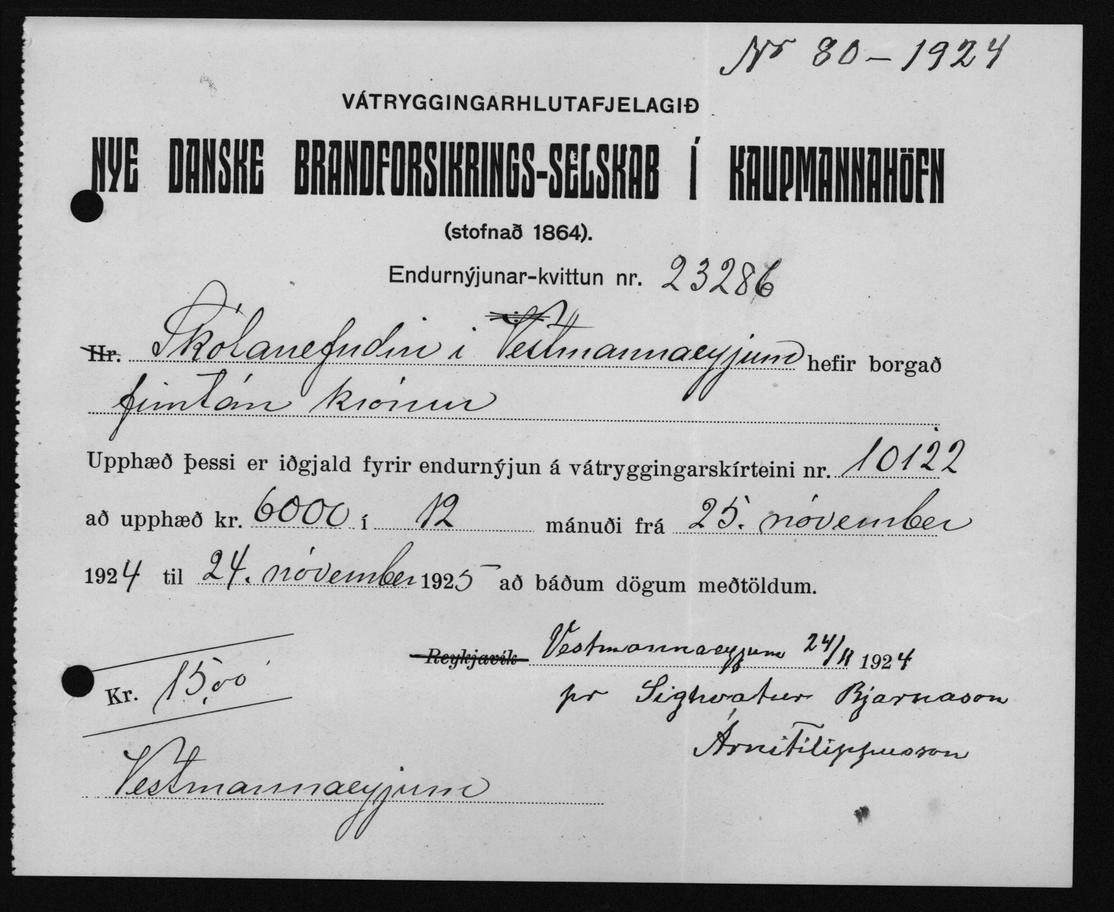 Nr 80 – 1924
VÁTRYGGINGARHLUTAFJELAGIÐ
NYE DANSKE BRANDFORSIKRINGS-SELSKAB Í KAUPMANNAHÖFN
(stofnað 1864).
Endurnýjunar-kvittun nr. 23286
Hr. Skólanefndin í Vestmannaeyjum hefir borgað
fimtán krónur
Upphæð þessi er iðgjald fyrir endurnýjun á vátryggingarskírteini nr. 10122
að upphæð kr. 6000 í 12 mánuði frá 25. nóvember
1924 til 24. nóvember 1925 að báðum dögum meðtöldum.
Reykjavík Vestmannaeyjum 24/11 1924
Kr. 15,00
pr Sighvatur Bjarnason
Árni Filippusson
Vestmannaeyjum